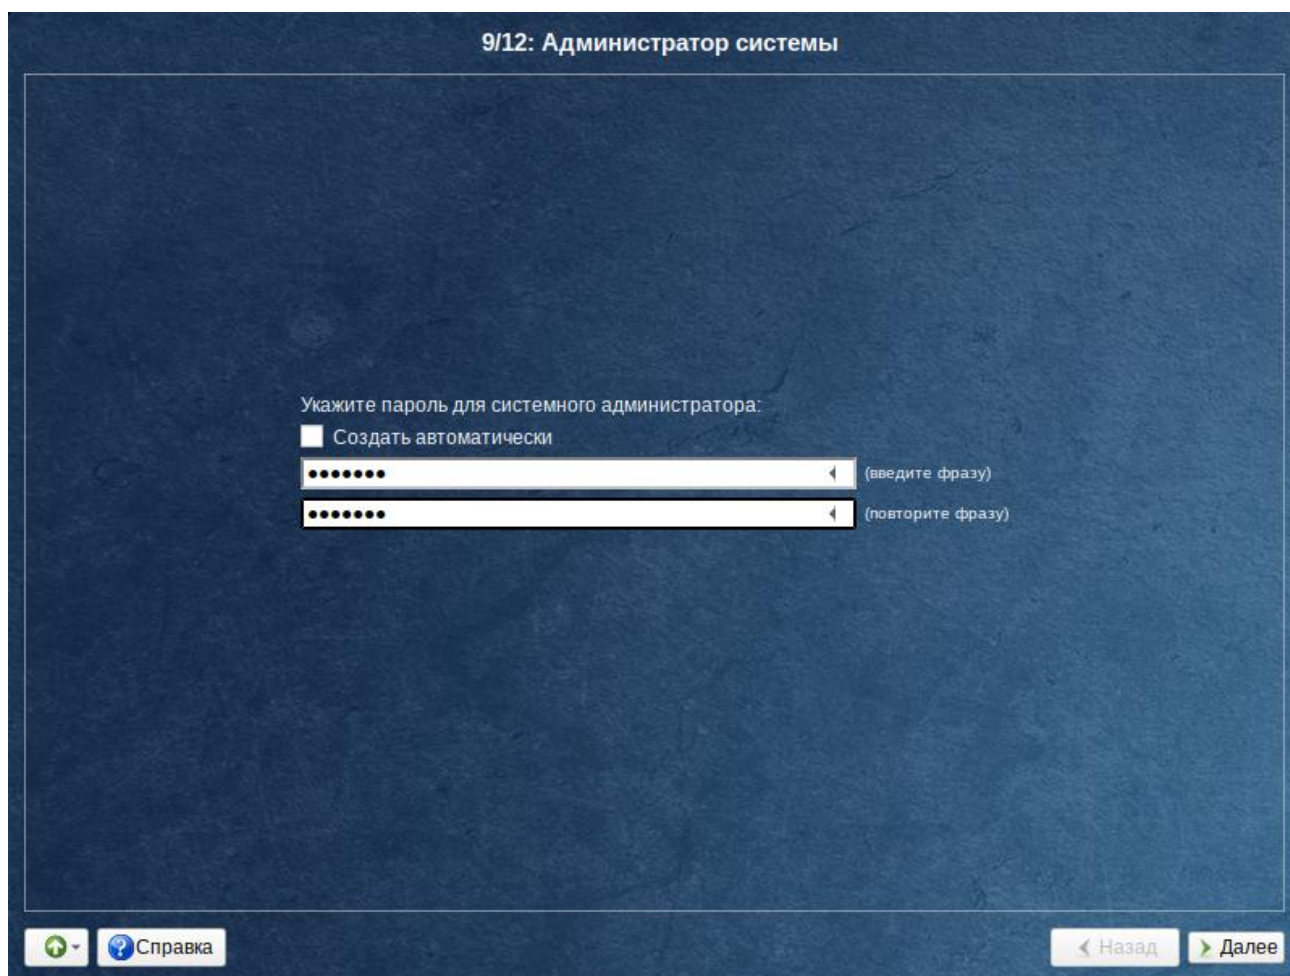 9/12: Администратор системы
Укажите пароль для системного администратора:
Создать автоматически
••••••• (введите фразу)
••••••• (повторите фразу)
Справка
Назад
Далее